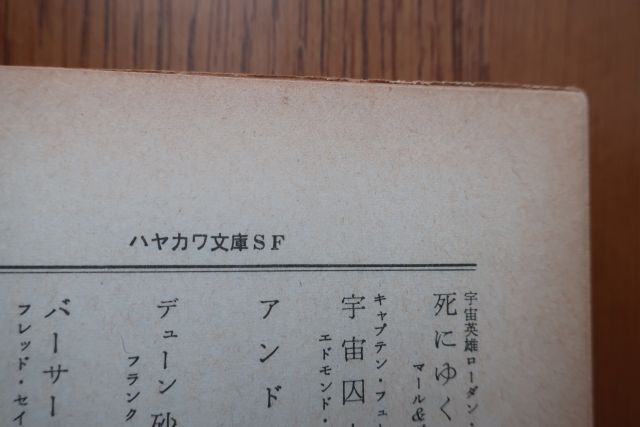 ハヤカワ文庫SF
宇宙英雄ローダン・
死にゆく
マール&
キャプテン・フュー
宇宙囚
エドモンド・
アンド
デューン 砂
フランク
バーサー
フレッド・セイ